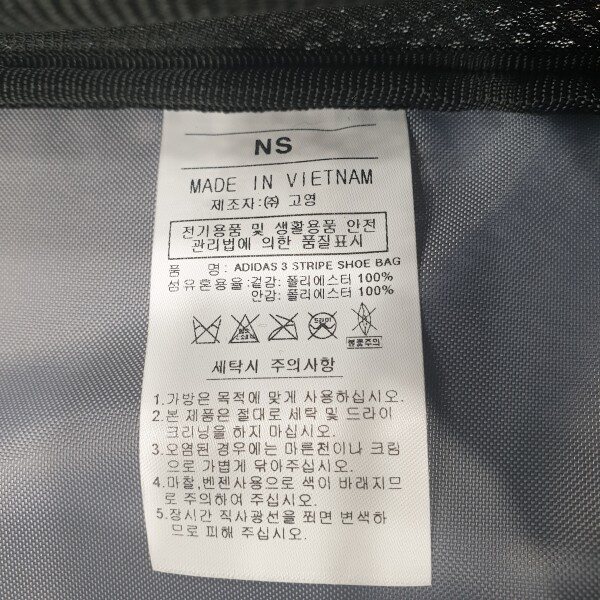 NS
MADE IN VIETNAM
제조자:㈜ 고영
전기용품 및 생활용품 안전
관리법에 의한 품질표시
품 명: ADIDAS 3 STRIPE SHOE BAG
섬유혼용율:겉감: 폴리에스터 100%
안감: 폴리에스터 100%
드라이
불꽃주의
세탁시 주의사항
1.가방은 목적에 맞게 사용하십시오.
2.본 제품은 절대로 세탁 및 드라이
크리닝을 하지 마십시오.
3.오염된 경우에는 마른천이나 크림
으로 가볍게 닦아주십시오.
4.마찰,벤젠사용으로 색이 바래지므
로 주의하여 주십시오.
5.장시간 직사광선을 쬐면 변색하
므로 피해 주십시오.